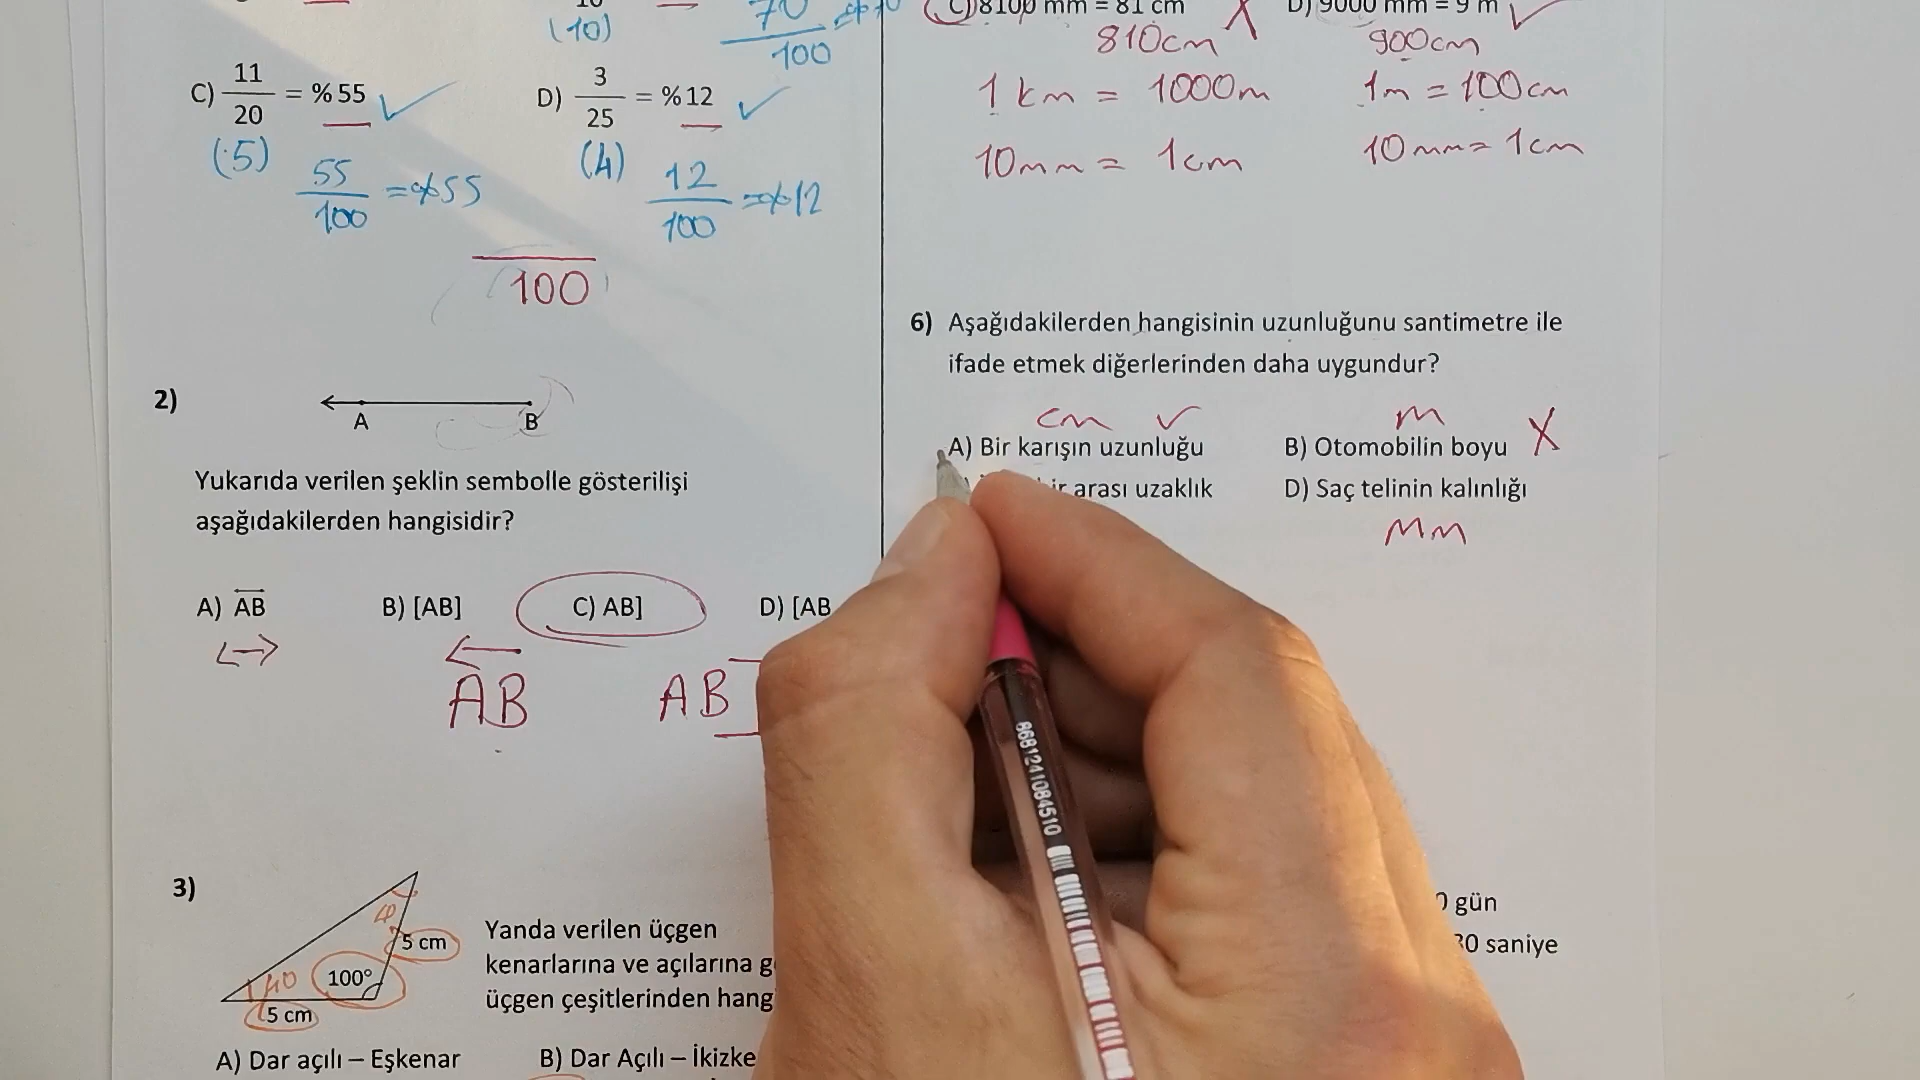 (10)
70
100
C) 11/20 = %55
D) 3/25 = %12
(5)
55/100 = %55
(4)
12/100 = %12
100
2)
A B
Yukarıda verilen şeklin sembolle gösterilişi
aşağıdakilerden hangisidir?
A) AB B) [AB] C) AB] D) [AB
AB AB
3)
40
5 cm
40 100°
5 cm
Yanda verilen üçgen
kenarlarına ve açılarına
üçgen çeşitlerinden
A) Dar açılı – Eşkenar B) Dar Açılı –
C) 8100 mm = 81 cm X D) 9000 mm = 9 m
810cm 900cm
1 km = 1000m 1m = 100cm
10mm = 1cm 10mm = 1cm
6) Aşağıdakilerden hangisinin uzunluğunu santimetre ile
ifade etmek diğerlerinden daha uygundur?
cm m
A) Bir karışın uzunluğu B) Otomobilin boyu X
arası uzaklık D) Saç telinin kalınlığı
mm
gün
saniye
8681241084510